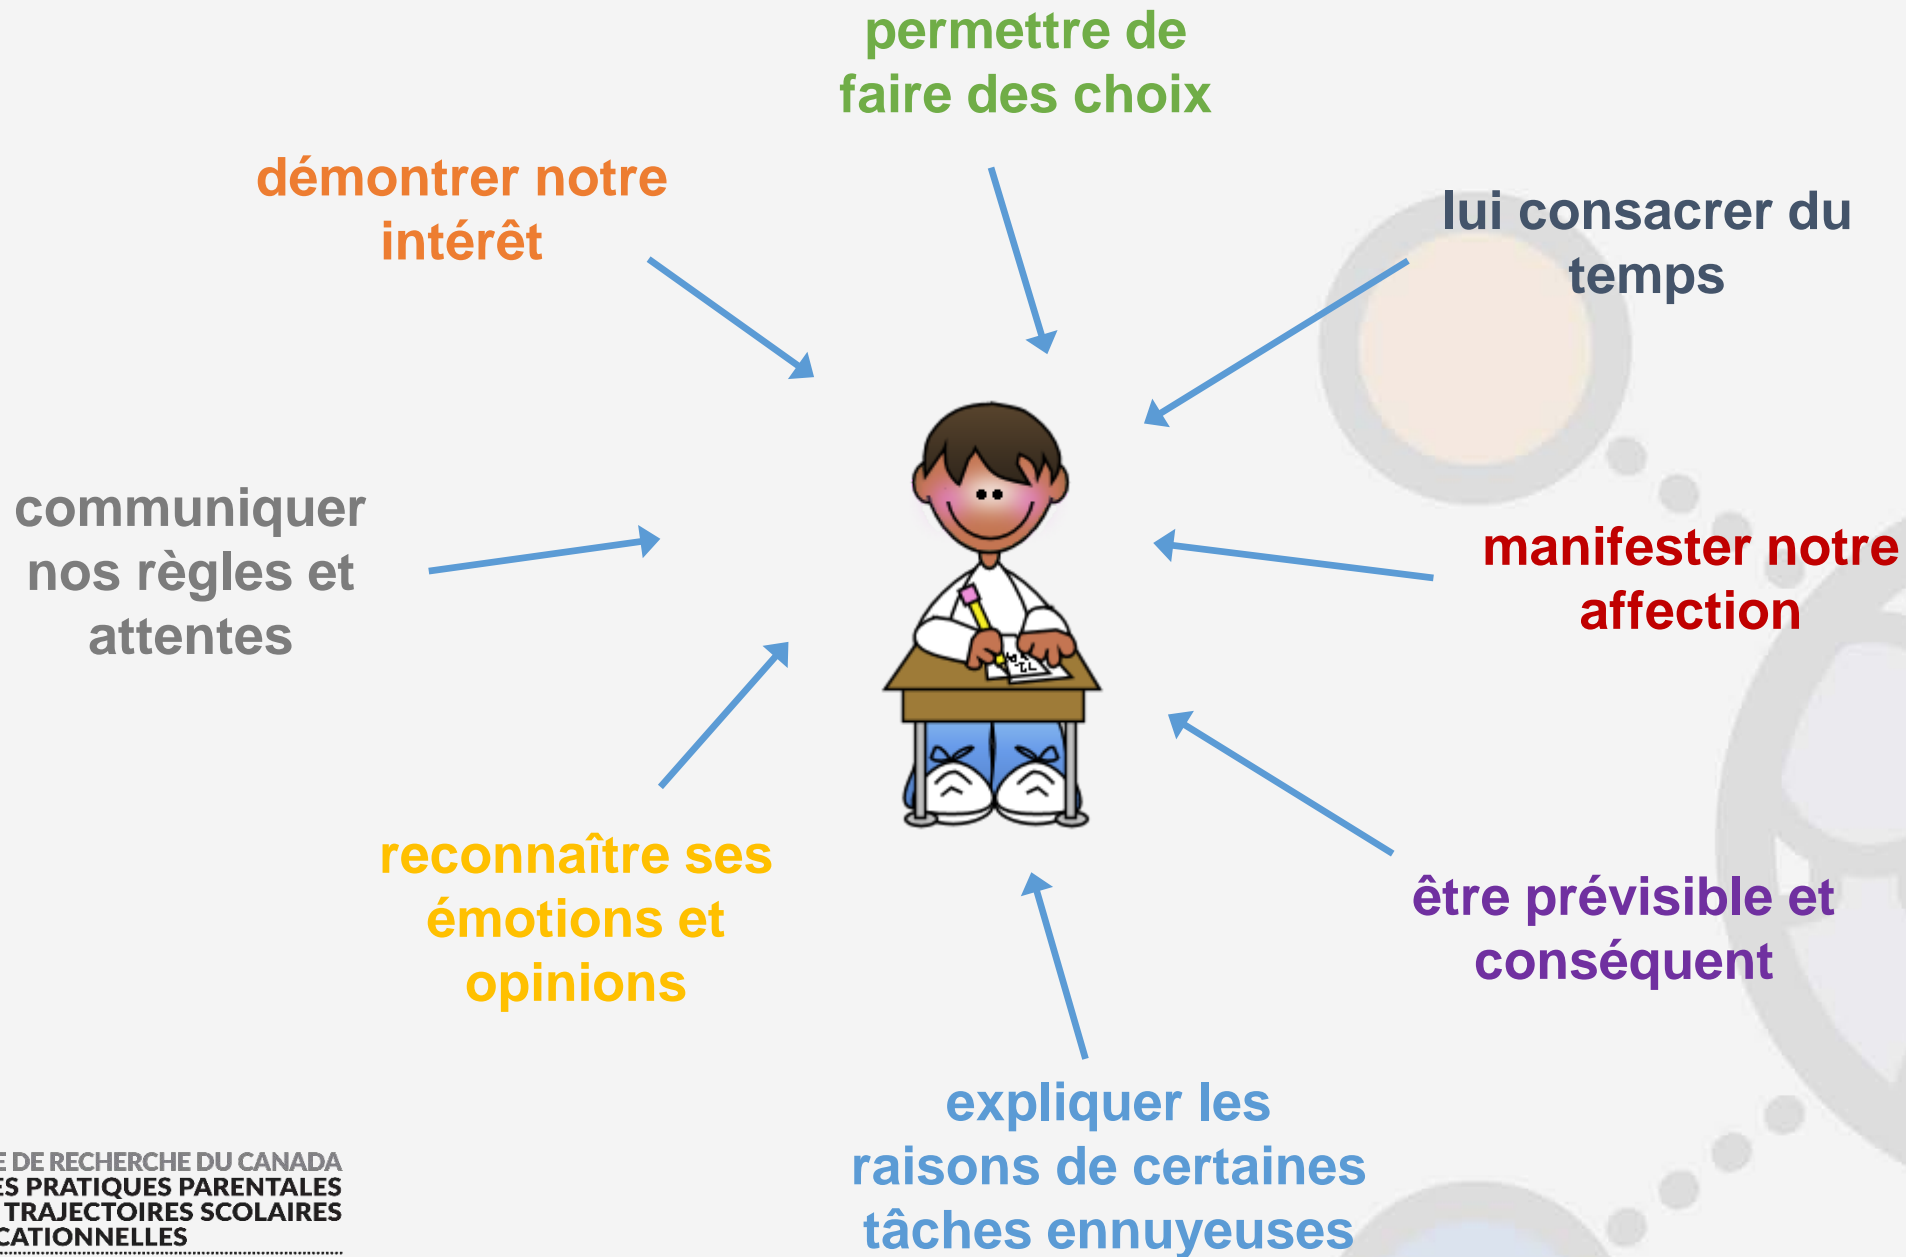 permettre de
faire des choix
démontrer notre
intérêt
lui consacrer du
temps
communiquer
nos règles et
attentes
manifester notre
affection
reconnaître ses
émotions et
opinions
être prévisible et
conséquent
expliquer les
raisons de certaines
tâches ennuyeuses
E DE RECHERCHE DU CANADA
ES PRATIQUES PARENTALES
TRAJECTOIRES SCOLAIRES
CATIONNELLES